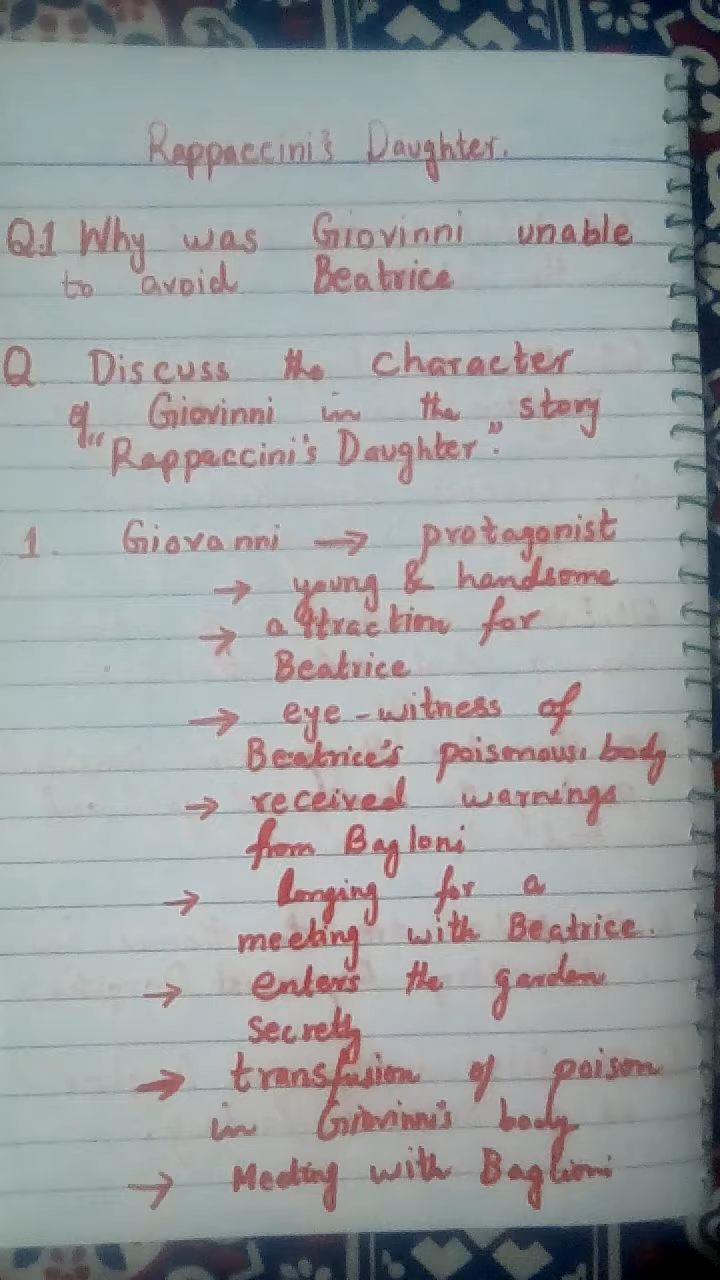 Rappaccini's Daughter.
Q.1 Why was Giovinni unable
to avoid Beatrice
Q Discuss the character
of Giovinni in the story
"Rappaccini's Daughter".
1. Giovanni → protagonist
→ young & handsome
→ attraction for
Beatrice
→ eye-witness of
Beatrice's poisonous body
→ received warnings
from Bagloni
→ longing for a
meeting with Beatrice.
→ enters the garden
secretly
→ transfusion of poison
in Giovinni's body
→ Meeting with Baglioni